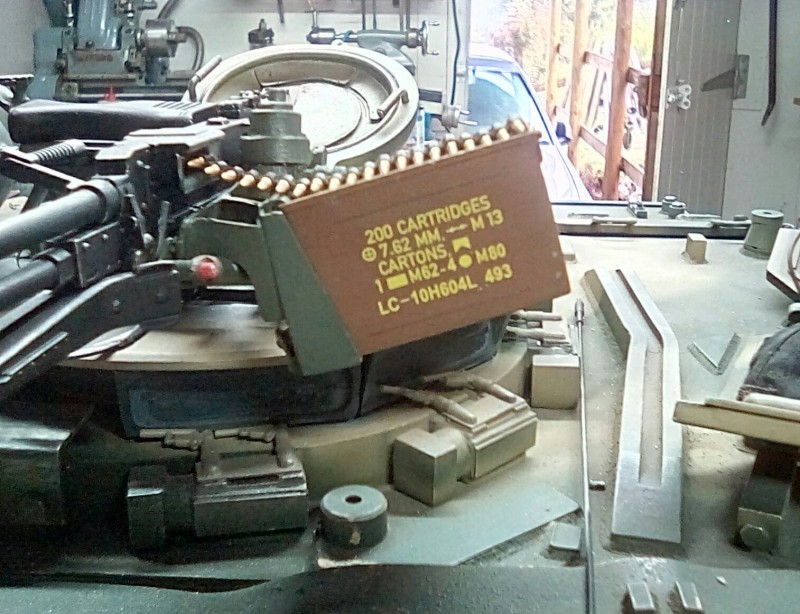 200 CARTRIDGES
7.62 MM M 13
CARTONS,
1 M62-4 M80
LC-10H604L. 493